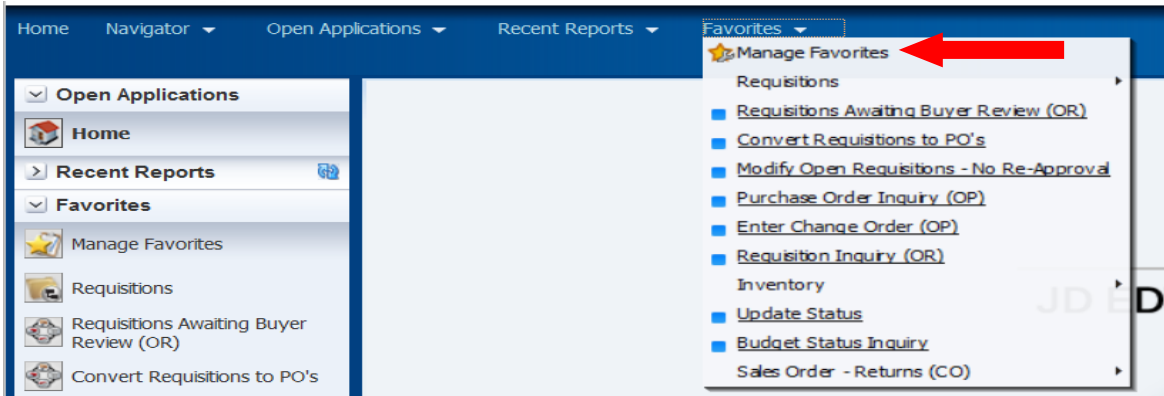 Home Navigator Open Applications Recent Reports Favorites
Open Applications
Home
Recent Reports
Favorites
Manage Favorites
Requisitions
Requisitions Awaiting Buyer
Review (OR)
Convert Requisitions to PO's
Manage Favorites
Requisitions
Requisitions Awaiting Buyer Review (OR)
Convert Requisitions to PO's
Modify Open Requisitions - No Re-Approval
Purchase Order Inquiry (OP)
Enter Change Order (OP)
Requisition Inquiry (OR)
Inventory
Update Status
Budget Status Inquiry
Sales Order - Returns (CO)
JD ED